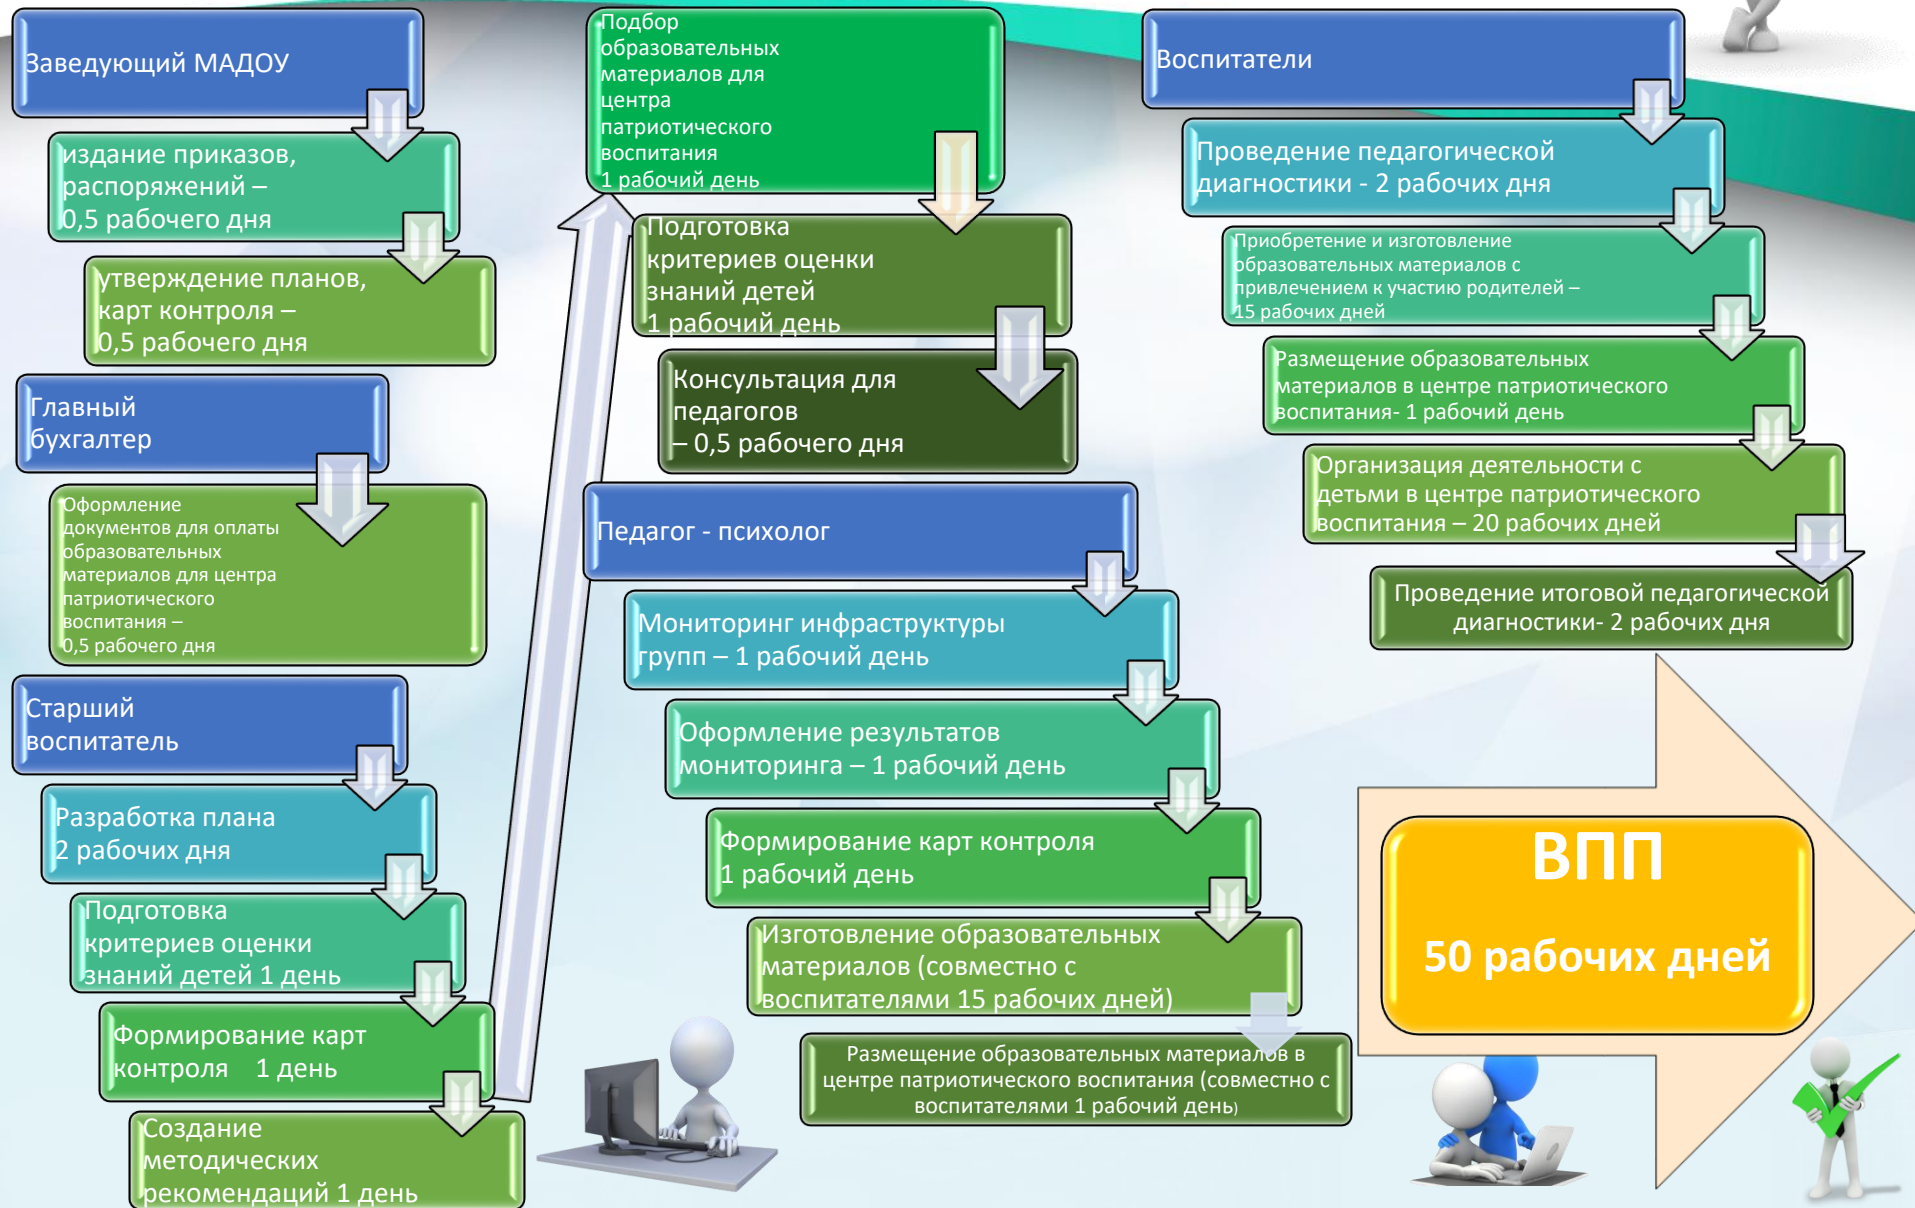 Заведующий МАДОУ
издание приказов,
распоряжений –
0,5 рабочего дня
утверждение планов,
карт контроля –
0,5 рабочего дня
Главный
бухгалтер
Оформление
документов для оплаты
образовательных
материалов для центра
патриотического
воспитания –
0,5 рабочего дня
Старший
воспитатель
Разработка плана
2 рабочих дня
Подготовка
критериев оценки
знаний детей 1 день
Формирование карт
контроля 1 день
Создание
методических
рекомендаций 1 день
Подбор
образовательных
материалов для
центра
патриотического
воспитания
1 рабочий день
Подготовка
критериев оценки
знаний детей
1 рабочий день
Консультация для
педагогов
– 0,5 рабочего дня
Педагог - психолог
Мониторинг инфраструктуры
групп – 1 рабочий день
Оформление результатов
мониторинга – 1 рабочий день
Формирование карт контроля
1 рабочий день
Изготовление образовательных
материалов (совместно с
воспитателями 15 рабочих дней)
Размещение образовательных материалов в
центре патриотического воспитания (совместно с
воспитателями 1 рабочий день)
Воспитатели
Проведение педагогической
диагностики - 2 рабочих дня
Приобретение и изготовление
образовательных материалов с
привлечением к участию родителей –
15 рабочих дней
Размещение образовательных
материалов в центре патриотического
воспитания- 1 рабочий день
Организация деятельности с
детьми в центре патриотического
воспитания – 20 рабочих дней
Проведение итоговой педагогической
диагностики- 2 рабочих дня
ВПП
50 рабочих дней